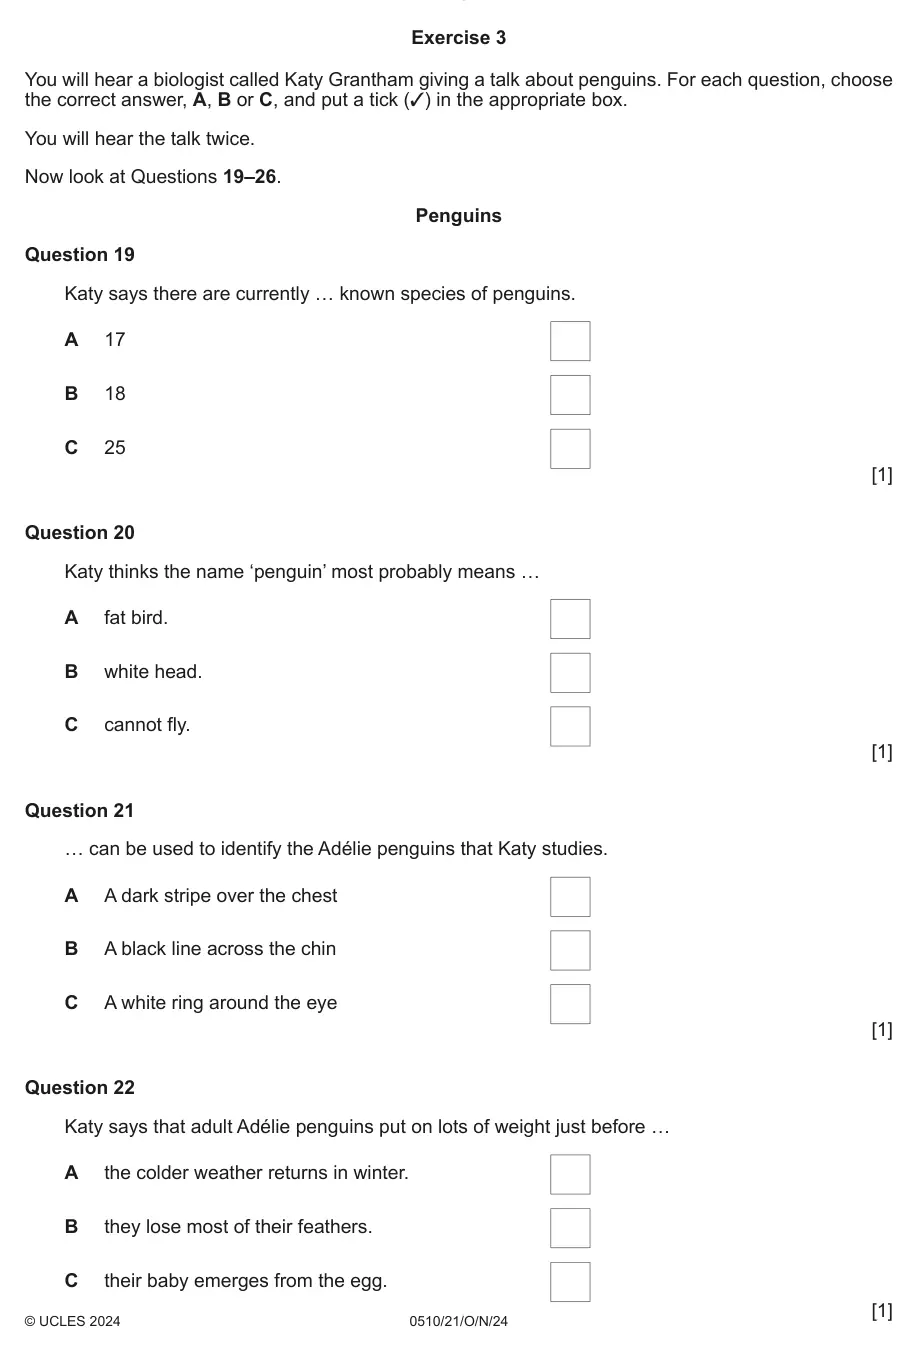 Exercise 3
You will hear a biologist called Katy Grantham giving a talk about penguins. For each question, choose
the correct answer, A, B or C, and put a tick (✓) in the appropriate box.
You will hear the talk twice.
Now look at Questions 19–26.
Penguins
Question 19
Katy says there are currently … known species of penguins.
A 17
B 18
C 25
[1]
Question 20
Katy thinks the name ‘penguin’ most probably means …
A fat bird.
B white head.
C cannot fly.
[1]
Question 21
… can be used to identify the Adélie penguins that Katy studies.
A A dark stripe over the chest
B A black line across the chin
C A white ring around the eye
[1]
Question 22
Katy says that adult Adélie penguins put on lots of weight just before …
A the colder weather returns in winter.
B they lose most of their feathers.
C their baby emerges from the egg.
[1]
© UCLES 2024 0510/21/O/N/24